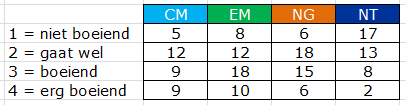 CM EM NG NT
1 = niet boeiend 5 8 6 17
2 = gaat wel 12 12 18 13
3 = boeiend 9 18 15 8
4 = erg boeiend 9 10 6 2